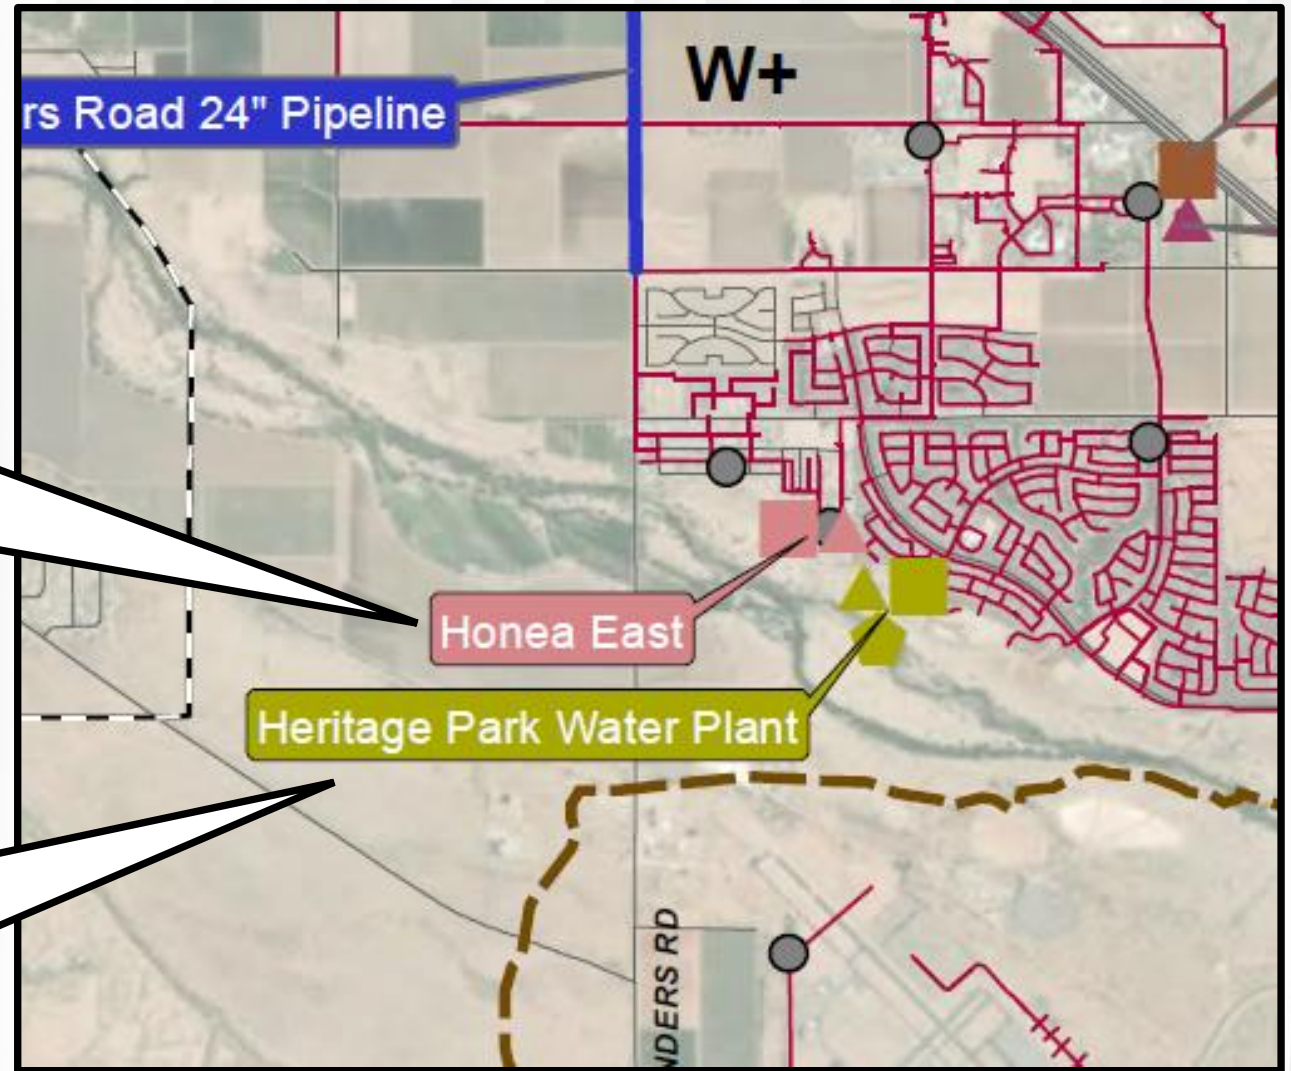 W+
rs Road 24" Pipeline
Honea East
Heritage Park Water Plant
NDERS RD